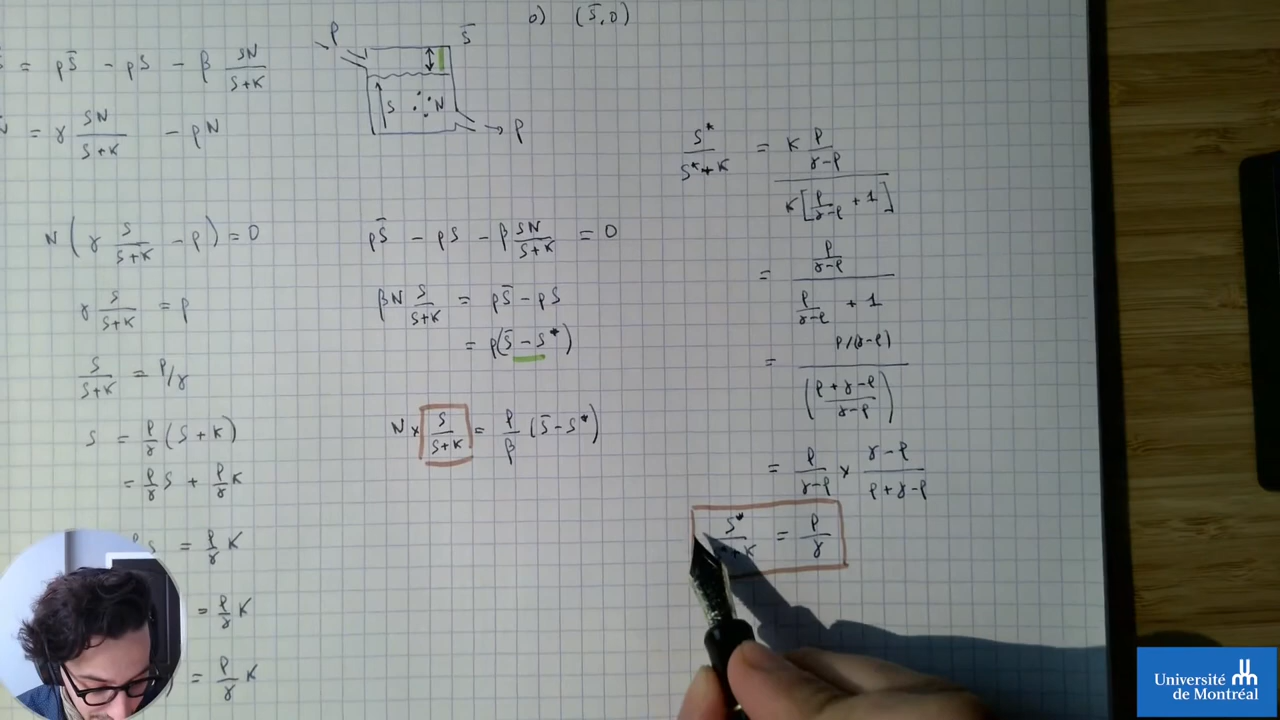 = ρS̄ - ρS - β SN/(S+K)
= γ SN/(S+K) - ρN
ρ
S̄
S
N
→ ρ
b) (S̄, 0)
N(γ S/(S+K) - ρ) = 0
γ S/(S+K) = ρ
S/(S+K) = ρ/γ
S = ρ/γ (S + K)
= ρ/γ S + ρ/γ K
= ρ/γ K
= ρ/γ K
= ρ/γ K
ρS̄ - ρS - β SN/(S+K) = 0
βN S/(S+K) = ρS̄ - ρS
= ρ(S̄ - S*)
N × S/(S+K) = ρ/β (S̄ - S*)
S*/(S*+K) = K ρ/(γ-ρ) / K[ρ/(γ-ρ) + 1]
= ρ/(γ-ρ) / (ρ/(γ-ρ) + 1)
= ρ/(γ-ρ) / ((ρ+γ-ρ)/(γ-ρ))
= ρ/(γ-ρ) × (γ-ρ)/(ρ+γ-ρ)
S*/+K = ρ/γ
Université
de Montréal